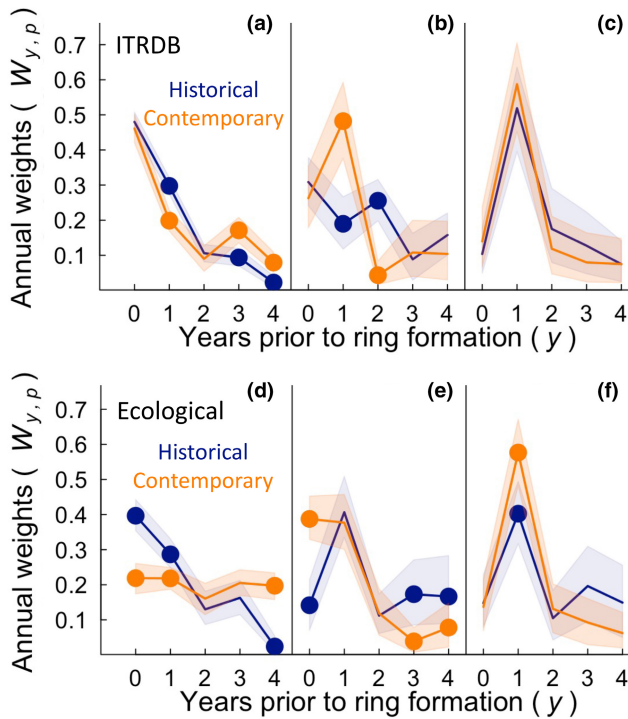 (a) (b) (c)
ITRDB
Historical
Contemporary
Annual weights ( W y, p )
0.7
0.6
0.5
0.4
0.3
0.2
0.1
0 1 2 3 4 0 1 2 3 4 0 1 2 3 4
Years prior to ring formation ( y )
(d) (e) (f)
Ecological
Historical
Contemporary
Annual weights ( W y, p )
0.7
0.6
0.5
0.4
0.3
0.2
0.1
0 1 2 3 4 0 1 2 3 4 0 1 2 3 4
Years prior to ring formation ( y )